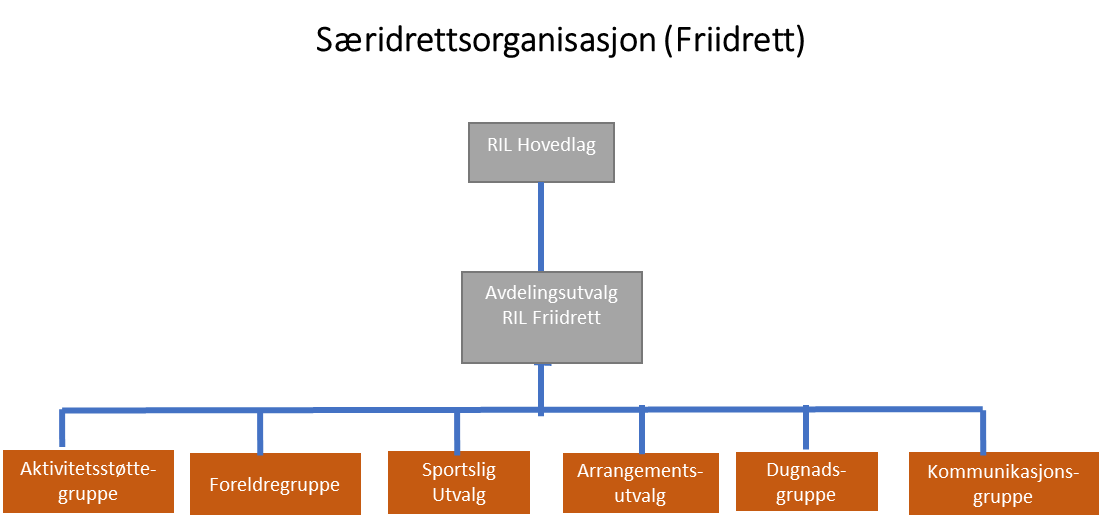 Særidrettsorganisasjon (Friidrett)
RIL Hovedlag
Avdelingsutvalg
RIL Friidrett
Aktivitetsstøtte-
gruppe
Foreldregruppe
Sportslig
Utvalg
Arrangements-
utvalg
Dugnads-
gruppe
Kommunikasjons-
gruppe